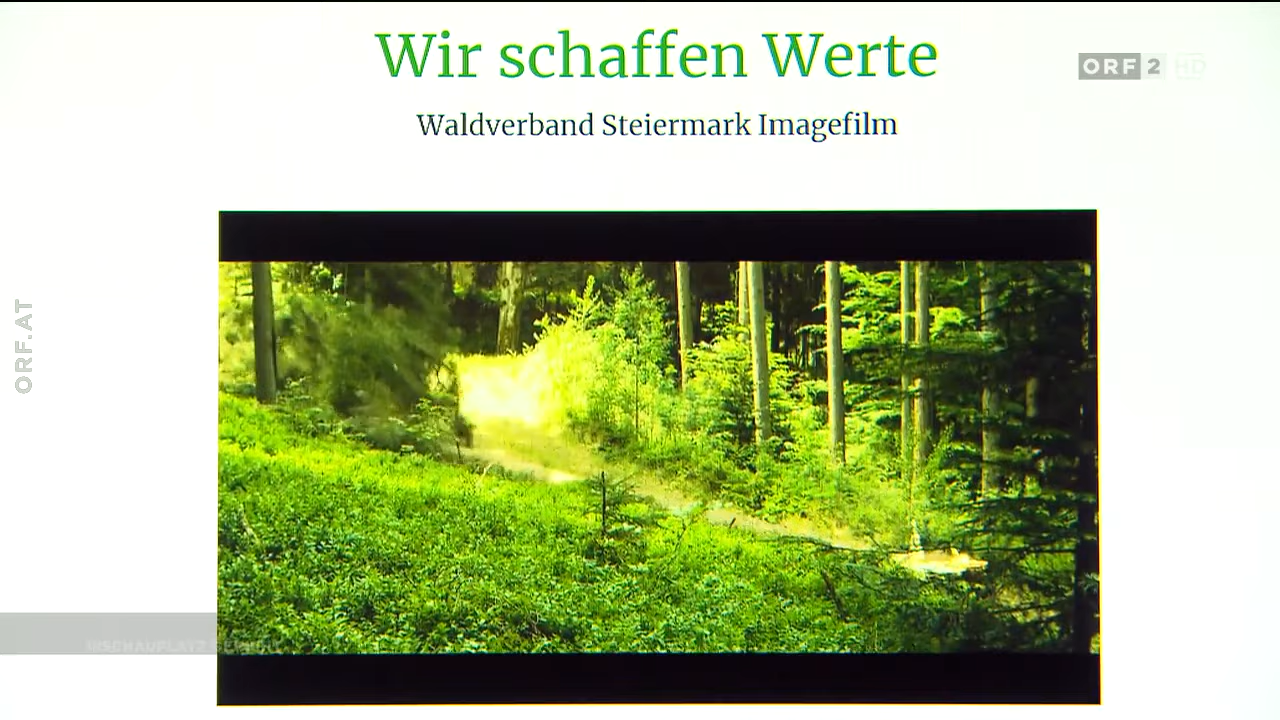 Wir schaffen Werte
ORF 2 HD
Waldverband Steiermark Imagefilm
ORF.AT